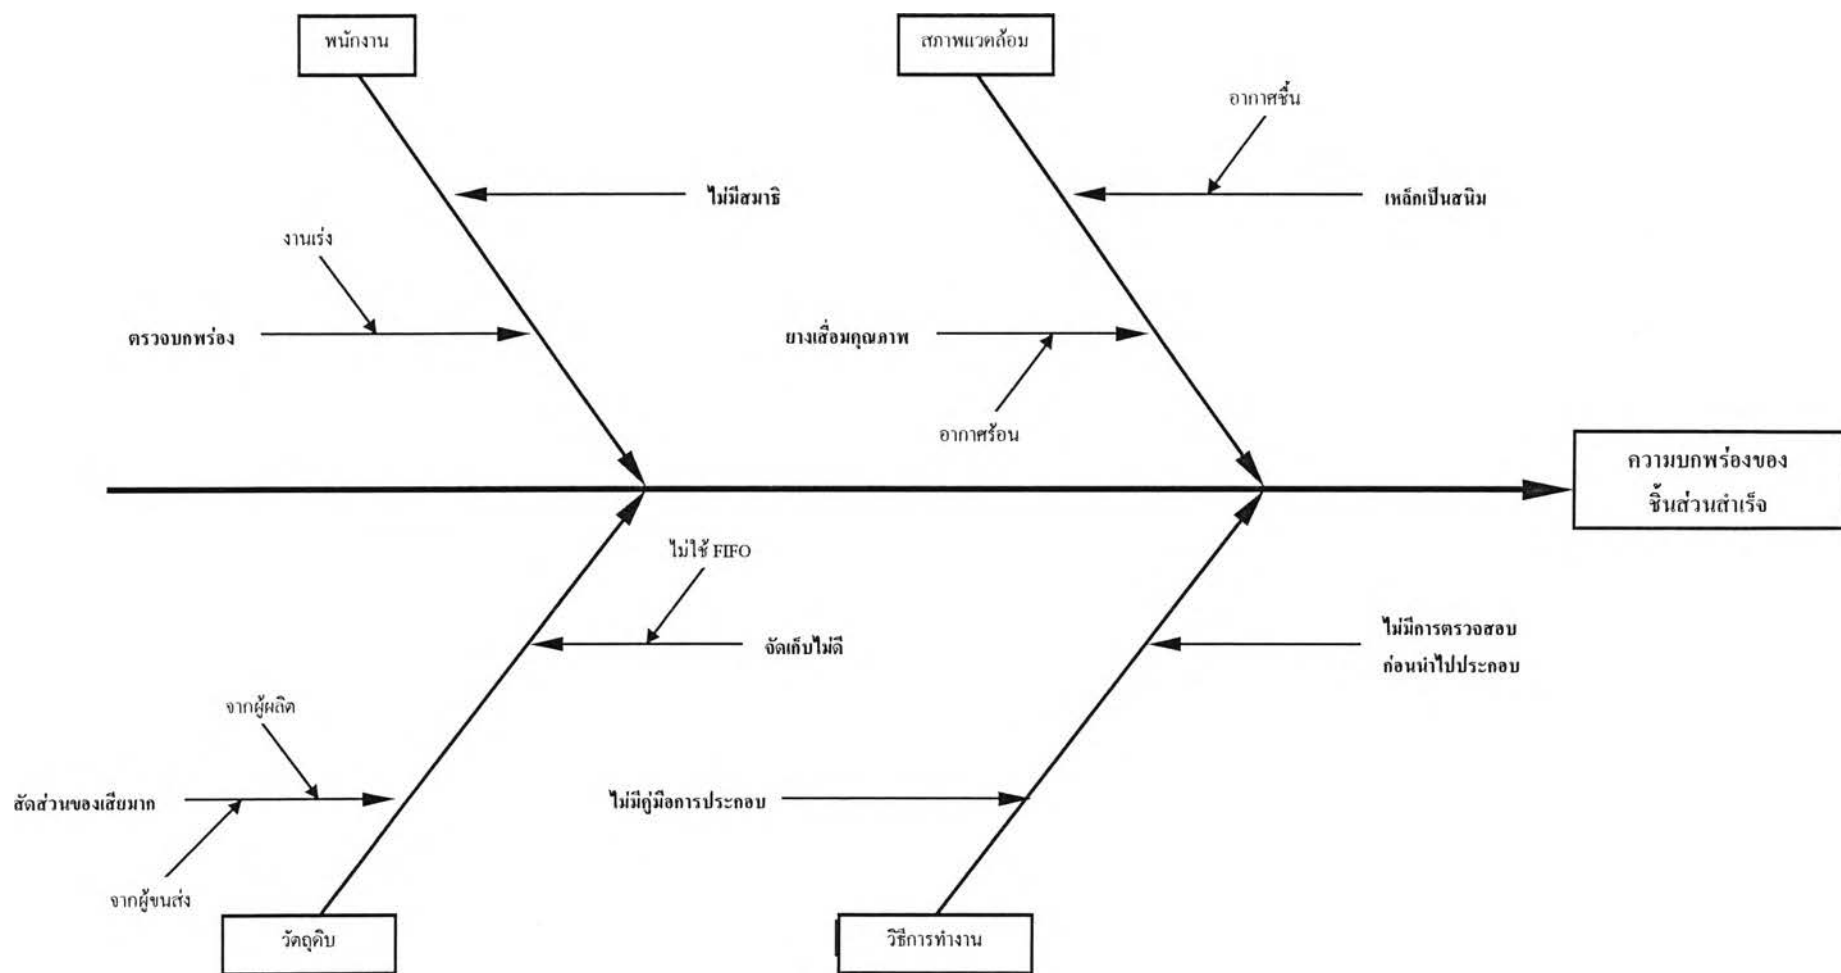 พนักงาน
สภาพแวดล้อม
อากาศชื้น
ไม่มีสมาธิ
เหล็กเป็นสนิม
งานเร่ง
ตรวจบกพร่อง
ยางเสื่อมคุณภาพ
อากาศร้อน
ความบกพร่องของ
ชิ้นส่วนสำเร็จ
ไม่ใช้ FIFO
จัดเก็บไม่ดี
ไม่มีการตรวจสอบ
ก่อนนำไปประกอบ
จากผู้ผลิต
สัดส่วนของเสียมาก
ไม่มีคู่มือการประกอบ
จากผู้ขนส่ง
วัตถุดิบ
วิธีการทำงาน